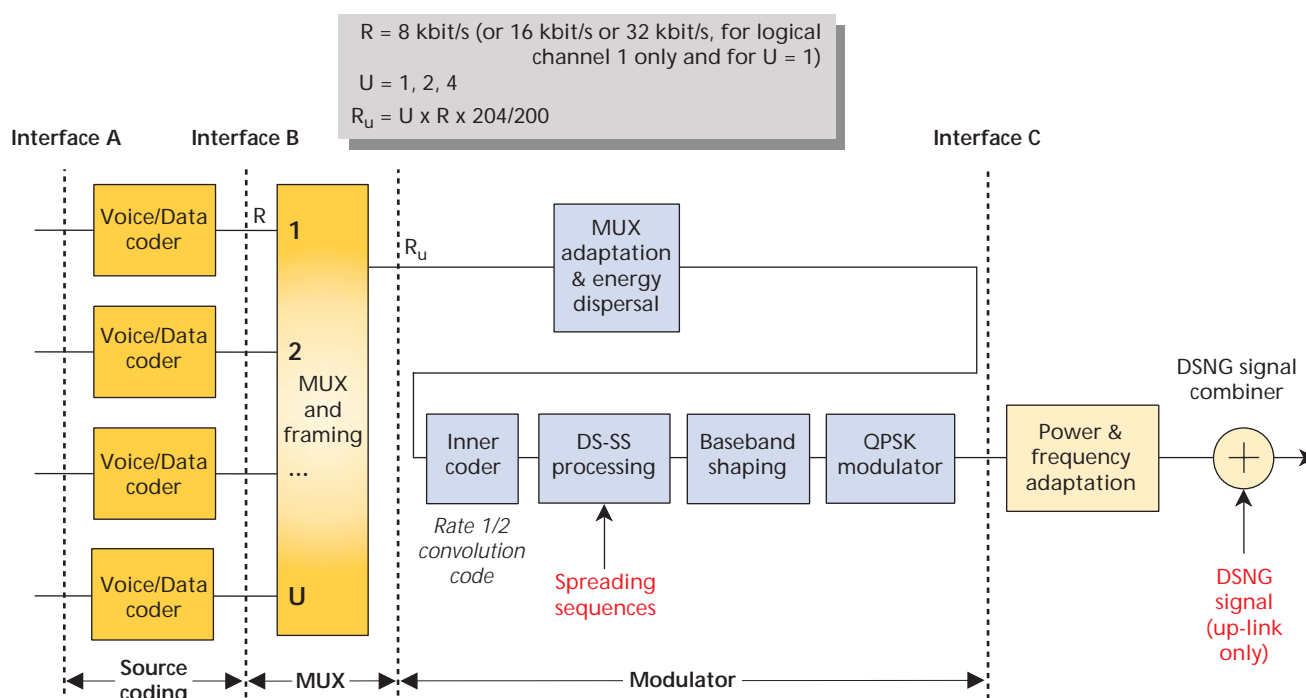 R = 8 kbit/s (or 16 kbit/s or 32 kbit/s, for logical
channel 1 only and for U = 1)
U = 1, 2, 4
Ru = U x R x 204/200
Interface A
Interface B
Interface C
Voice/Data
coder
R
1
Ru
MUX
adaptation
& energy
dispersal
Voice/Data
coder
2
MUX
and
framing
DSNG signal
combiner
Voice/Data
coder
...
Inner
coder
DS-SS
processing
Baseband
shaping
QPSK
modulator
Power &
frequency
adaptation
+
Rate 1/2
convolution
code
Spreading
sequences
Voice/Data
coder
U
DSNG
signal
(up-link
only)
Source
coding
MUX
Modulator